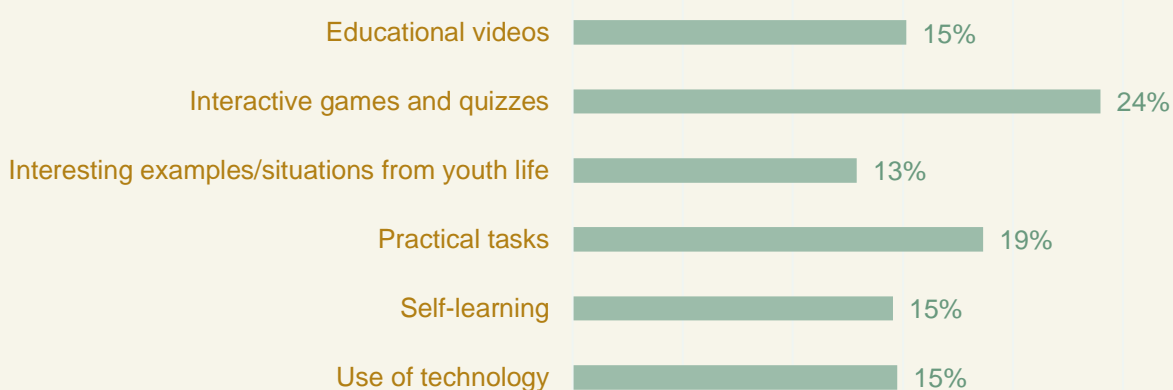 Educational videos 15%
Interactive games and quizzes 24%
Interesting examples/situations from youth life 13%
Practical tasks 19%
Self-learning 15%
Use of technology 15%